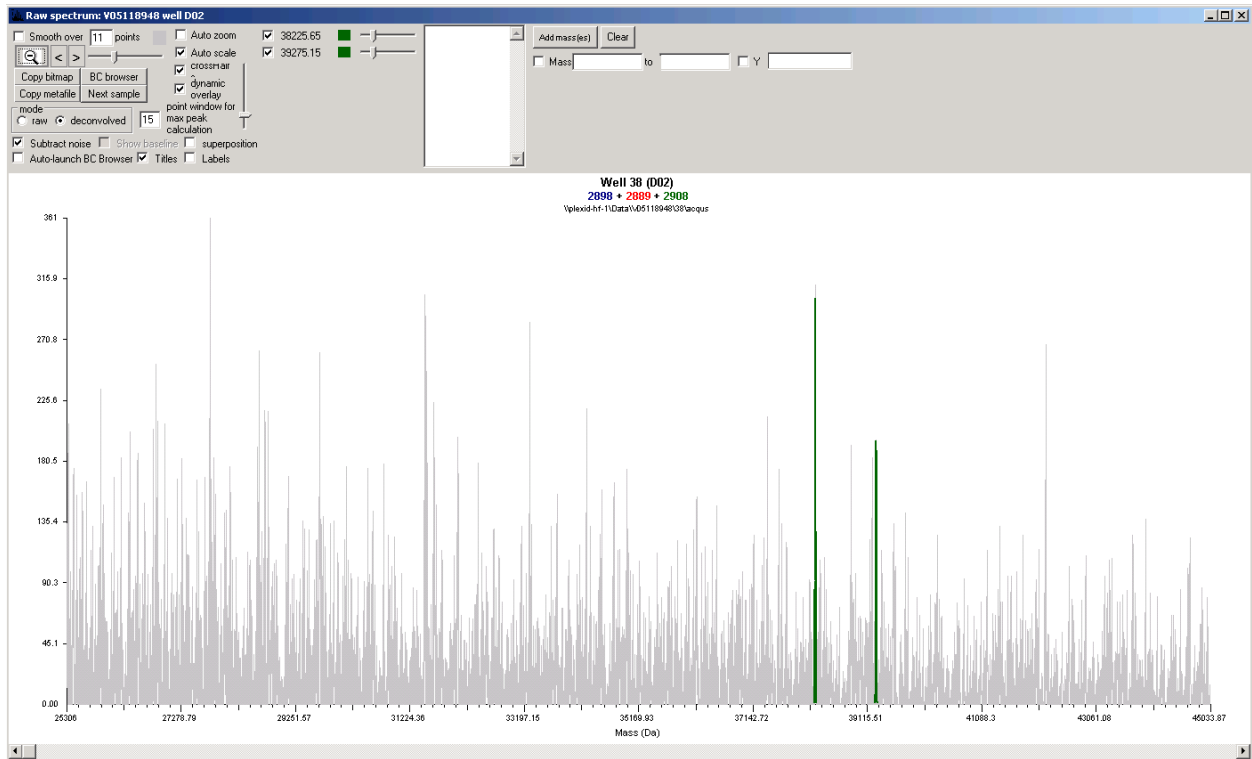 Raw spectrum: V05118948 well D02
Smooth over 11 points
< >
Copy bitmap BC browser
Copy metafile Next sample
mode
raw deconvolved
Subtract noise Show baseline superposition
Auto-launch BC Browser Titles Labels
Auto zoom
Auto scale
crossHair
dynamic
overlay
15 point window for
max peak
calculation
38225.65
39275.15
Add mass(es) Clear
Mass to Y
Well 38 (D02)
2898 + 2889 + 2908
\\plexid-hf-1\Data\V05118948\38\acqus
361
315.9
270.8
225.6
180.5
135.4
90.3
45.1
0.00
25306 27278.79 29251.57 31224.36 33197.15 35169.93 37142.72 39115.51 41088.3 43061.08 45033.87
Mass (Da)